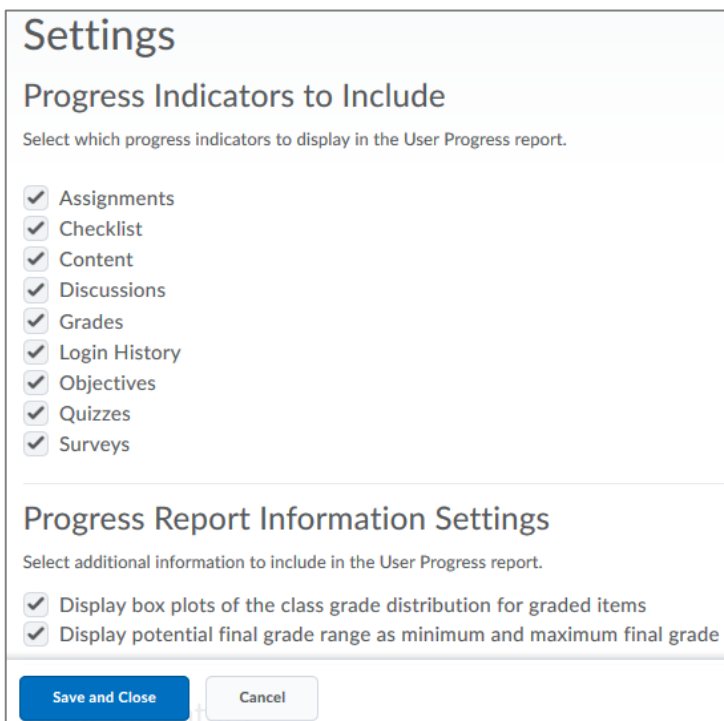 Settings
Progress Indicators to Include
Select which progress indicators to display in the User Progress report.
Assignments
Checklist
Content
Discussions
Grades
Login History
Objectives
Quizzes
Surveys
Progress Report Information Settings
Select additional information to include in the User Progress report.
Display box plots of the class grade distribution for graded items
Display potential final grade range as minimum and maximum final grade
Save and Close Cancel